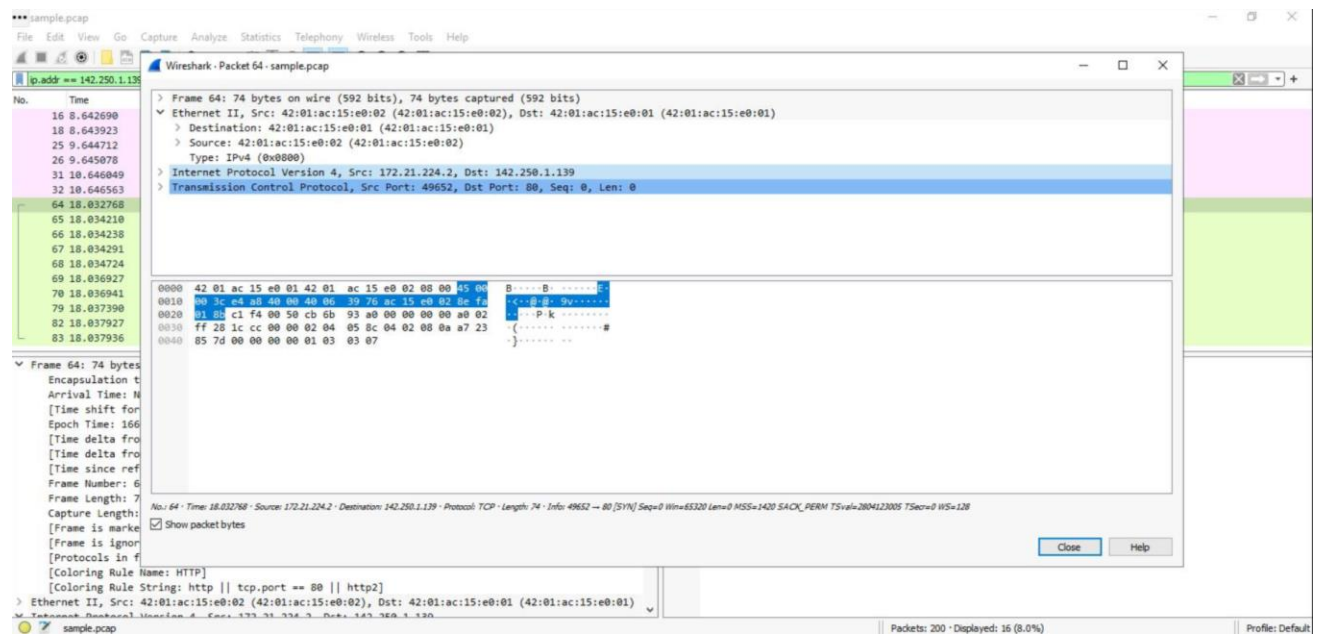 sample.pcap
File Edit View Go Capture Analyze Statistics Telephony Wireless Tools Help
ip.addr == 142.250.1.139
No. Time
16 8.642690
18 8.643923
25 9.644712
26 9.645078
31 10.646049
32 10.646563
64 18.032768
65 18.034210
66 18.034238
67 18.034291
68 18.034724
69 18.036927
70 18.036941
79 18.037390
82 18.037927
83 18.037936
Wireshark · Packet 64 · sample.pcap
Frame 64: 74 bytes on wire (592 bits), 74 bytes captured (592 bits)
Ethernet II, Src: 42:01:ac:15:e0:02 (42:01:ac:15:e0:02), Dst: 42:01:ac:15:e0:01 (42:01:ac:15:e0:01)
Destination: 42:01:ac:15:e0:01 (42:01:ac:15:e0:01)
Source: 42:01:ac:15:e0:02 (42:01:ac:15:e0:02)
Type: IPv4 (0x0800)
Internet Protocol Version 4, Src: 172.21.224.2, Dst: 142.250.1.139
Transmission Control Protocol, Src Port: 49652, Dst Port: 80, Seq: 0, Len: 0
0000 42 01 ac 15 e0 01 42 01 ac 15 e0 02 08 00 45 00 B·····B· ······E·
0010 00 3c e4 a8 40 00 40 06 39 76 ac 15 e0 02 8e fa ·<··@·@· 9v······
0020 01 8b c1 f4 00 50 cb 6b 93 a0 00 00 00 00 a0 02 ·····P·k ········
0030 ff 28 1c cc 00 00 02 04 05 8c 04 02 08 0a a7 23 ·(······ ·······#
0040 85 7d 00 00 00 00 01 03 03 07 ·}······ ··
No.: 64 · Time: 18.032768 · Source: 172.21.224.2 · Destination: 142.250.1.139 · Protocol: TCP · Length: 74 · Info: 49652 → 80 [SYN] Seq=0 Win=65320 Len=0 MSS=1420 SACK_PERM TSval=2804123005 TSecr=0 WS=128
Show packet bytes
Close Help
Frame 64: 74 bytes
Encapsulation t
Arrival Time: N
[Time shift for
Epoch Time: 166
[Time delta fro
[Time delta fro
[Time since ref
Frame Number: 6
Frame Length: 7
Capture Length:
[Frame is marke
[Frame is ignor
[Protocols in f
[Coloring Rule Name: HTTP]
[Coloring Rule String: http || tcp.port == 80 || http2]
Ethernet II, Src: 42:01:ac:15:e0:02 (42:01:ac:15:e0:02), Dst: 42:01:ac:15:e0:01 (42:01:ac:15:e0:01)
sample.pcap
Packets: 200 · Displayed: 16 (8.0%)
Profile: Default